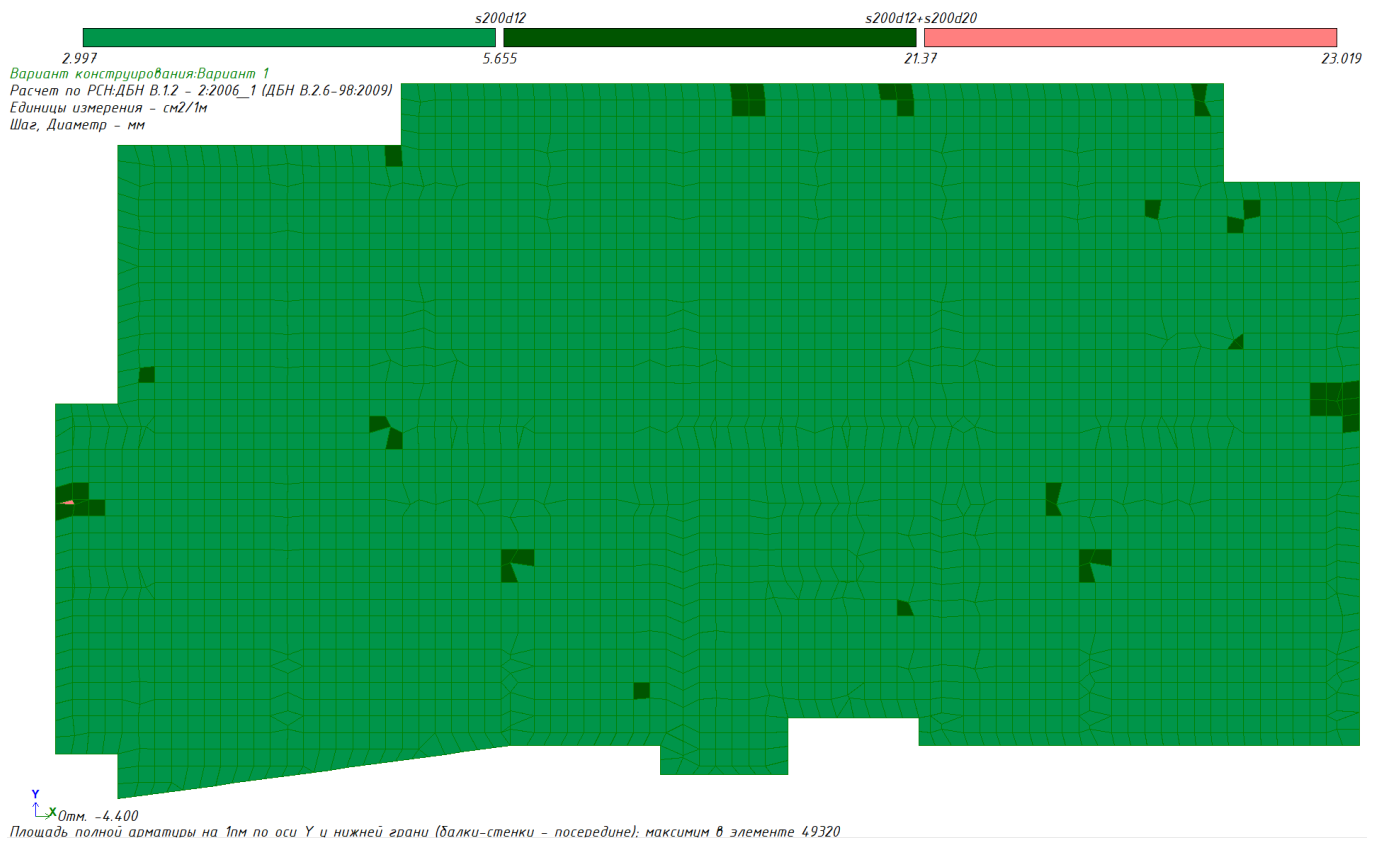 s200d12 s200d12+s200d20
2.997 5.655 21.37 23.019
Вариант конструирования:Вариант 1
Расчет по РСН:ДБН В.1.2 - 2:2006__1 (ДБН В.2.6-98:2009)
Единицы измерения - см2/1м
Шаг, Диаметр - мм
Y
X
Отм. -4.400
Площадь полной арматуры на 1пм по оси Y у нижней грани (балки-стенки - посередине); максимум в элементе 49320